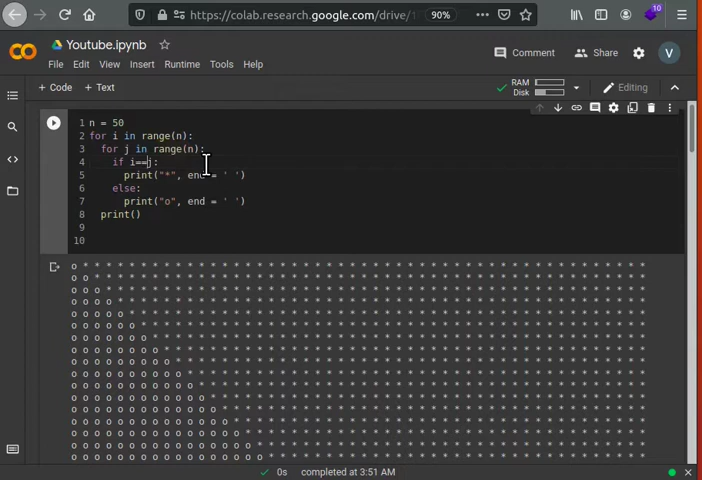 https://colab.research.google.com/drive/1
90%
10
Youtube.ipynb
File Edit View Insert Runtime Tools Help
Comment
Share
V
+ Code + Text
RAM
Disk
Editing
1 n = 50
2 for i in range(n):
3 for j in range(n):
4 if i==j:
5 print("*", end = ' ')
6 else:
7 print("o", end = ' ')
8 print()
9
10
o * * * * * * * * * * * * * * * * * * * * * * * * * * * * * * * * * * * * * * * * * * * * * * * * *
o o * * * * * * * * * * * * * * * * * * * * * * * * * * * * * * * * * * * * * * * * * * * * * * * *
o o o * * * * * * * * * * * * * * * * * * * * * * * * * * * * * * * * * * * * * * * * * * * * * * *
o o o o * * * * * * * * * * * * * * * * * * * * * * * * * * * * * * * * * * * * * * * * * * * * * *
o o o o o * * * * * * * * * * * * * * * * * * * * * * * * * * * * * * * * * * * * * * * * * * * * *
o o o o o o * * * * * * * * * * * * * * * * * * * * * * * * * * * * * * * * * * * * * * * * * * * *
o o o o o o o * * * * * * * * * * * * * * * * * * * * * * * * * * * * * * * * * * * * * * * * * * *
o o o o o o o o * * * * * * * * * * * * * * * * * * * * * * * * * * * * * * * * * * * * * * * * * *
o o o o o o o o o * * * * * * * * * * * * * * * * * * * * * * * * * * * * * * * * * * * * * * * * *
o o o o o o o o o o * * * * * * * * * * * * * * * * * * * * * * * * * * * * * * * * * * * * * * * *
o o o o o o o o o o o * * * * * * * * * * * * * * * * * * * * * * * * * * * * * * * * * * * * * * *
o o o o o o o o o o o o * * * * * * * * * * * * * * * * * * * * * * * * * * * * * * * * * * * * * *
o o o o o o o o o o o o o * * * * * * * * * * * * * * * * * * * * * * * * * * * * * * * * * * * * *
o o o o o o o o o o o o o o * * * * * * * * * * * * * * * * * * * * * * * * * * * * * * * * * * * *
o o o o o o o o o o o o o o o * * * * * * * * * * * * * * * * * * * * * * * * * * * * * * * * * * *
o o o o o o o o o o o o o o o o * * * * * * * * * * * * * * * * * * * * * * * * * * * * * * * * * *
o o o o o o o o o o o o o o o o o * * * * * * * * * * * * * * * * * * * * * * * * * * * * * * * * *
0s completed at 3:51 AM